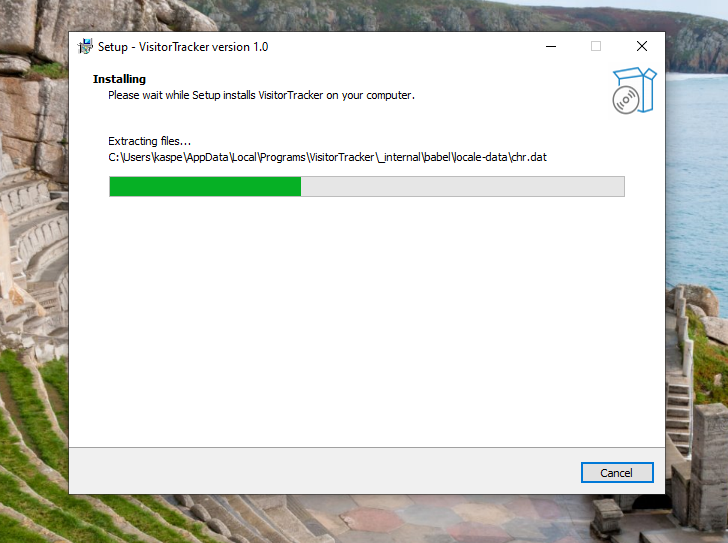 Setup - VisitorTracker version 1.0
Installing
Please wait while Setup installs VisitorTracker on your computer.
Extracting files...
C:\Users\kaspe\AppData\Local\Programs\VisitorTracker\_internal\babel\locale-data\chr.dat
Cancel